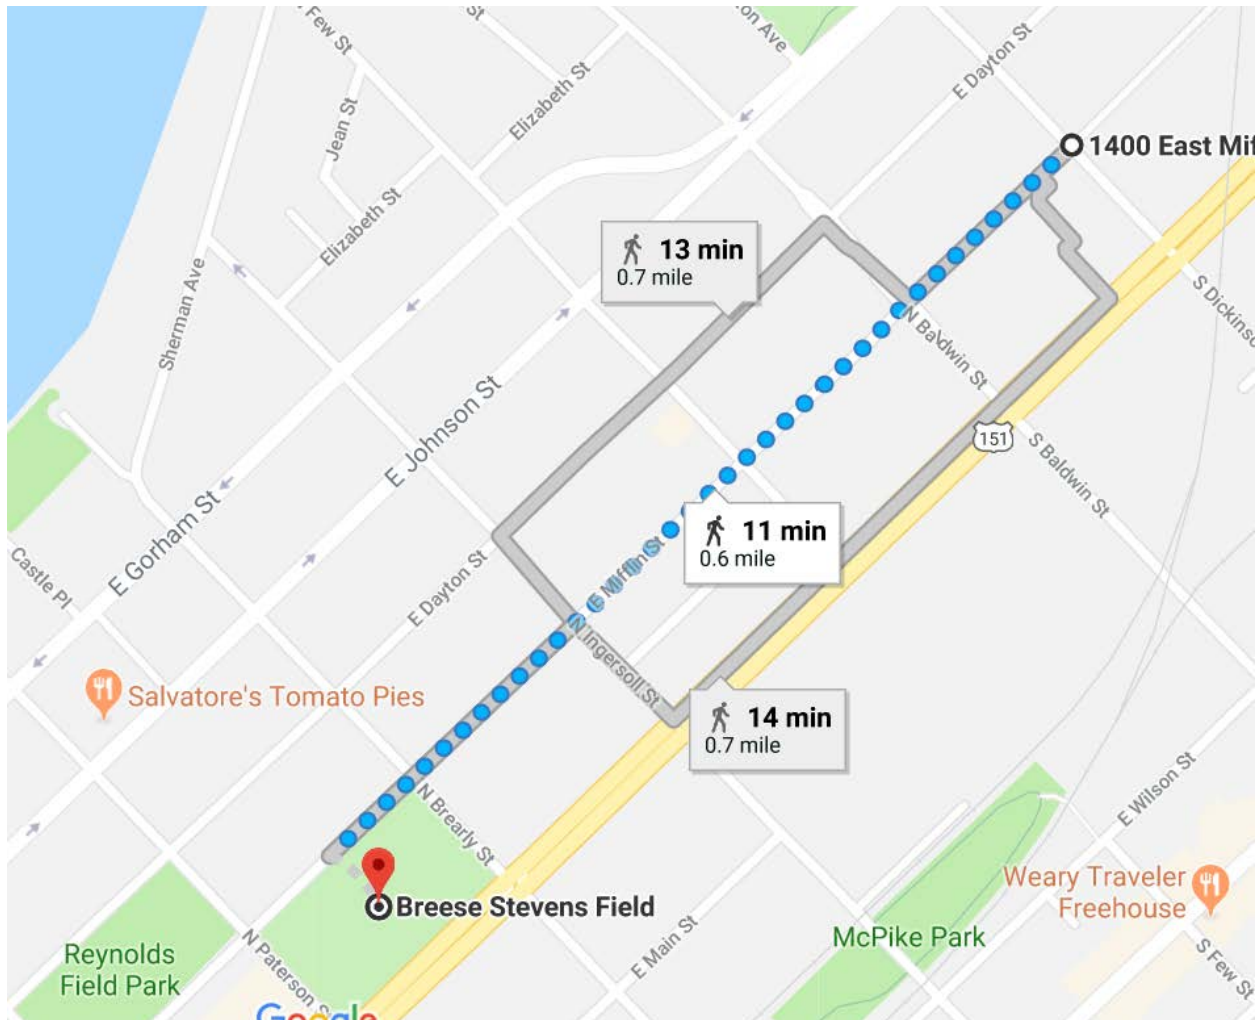 Few St
St
on Ave
E Dayton St
Jean St
Elizabeth St
1400 East Mif
Elizabeth St
13 min
0.7 mile
S Dickinso
Sherman Ave
N Baldwin St
E Johnson St
151
S Baldwin St
E Gorham St
11 min
0.6 mile
E Mifflin St
Castle Pl
E Dayton St
N Ingersoll St
Salvatore's Tomato Pies
14 min
0.7 mile
N Brearly St
E Wilson St
Weary Traveler
Freehouse
Breese Stevens Field
McPike Park
E Main St
N Paterson S
Reynolds
Field Park
S Few St
Google